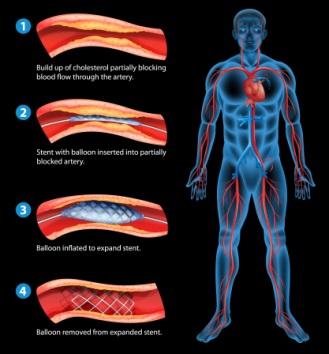 1
Build up of cholesterol partially blocking
blood flow through the artery.
2
Stent with balloon inserted into partially
blocked artery.
3
Balloon inflated to expand stent.
4
Balloon removed from expanded stent.